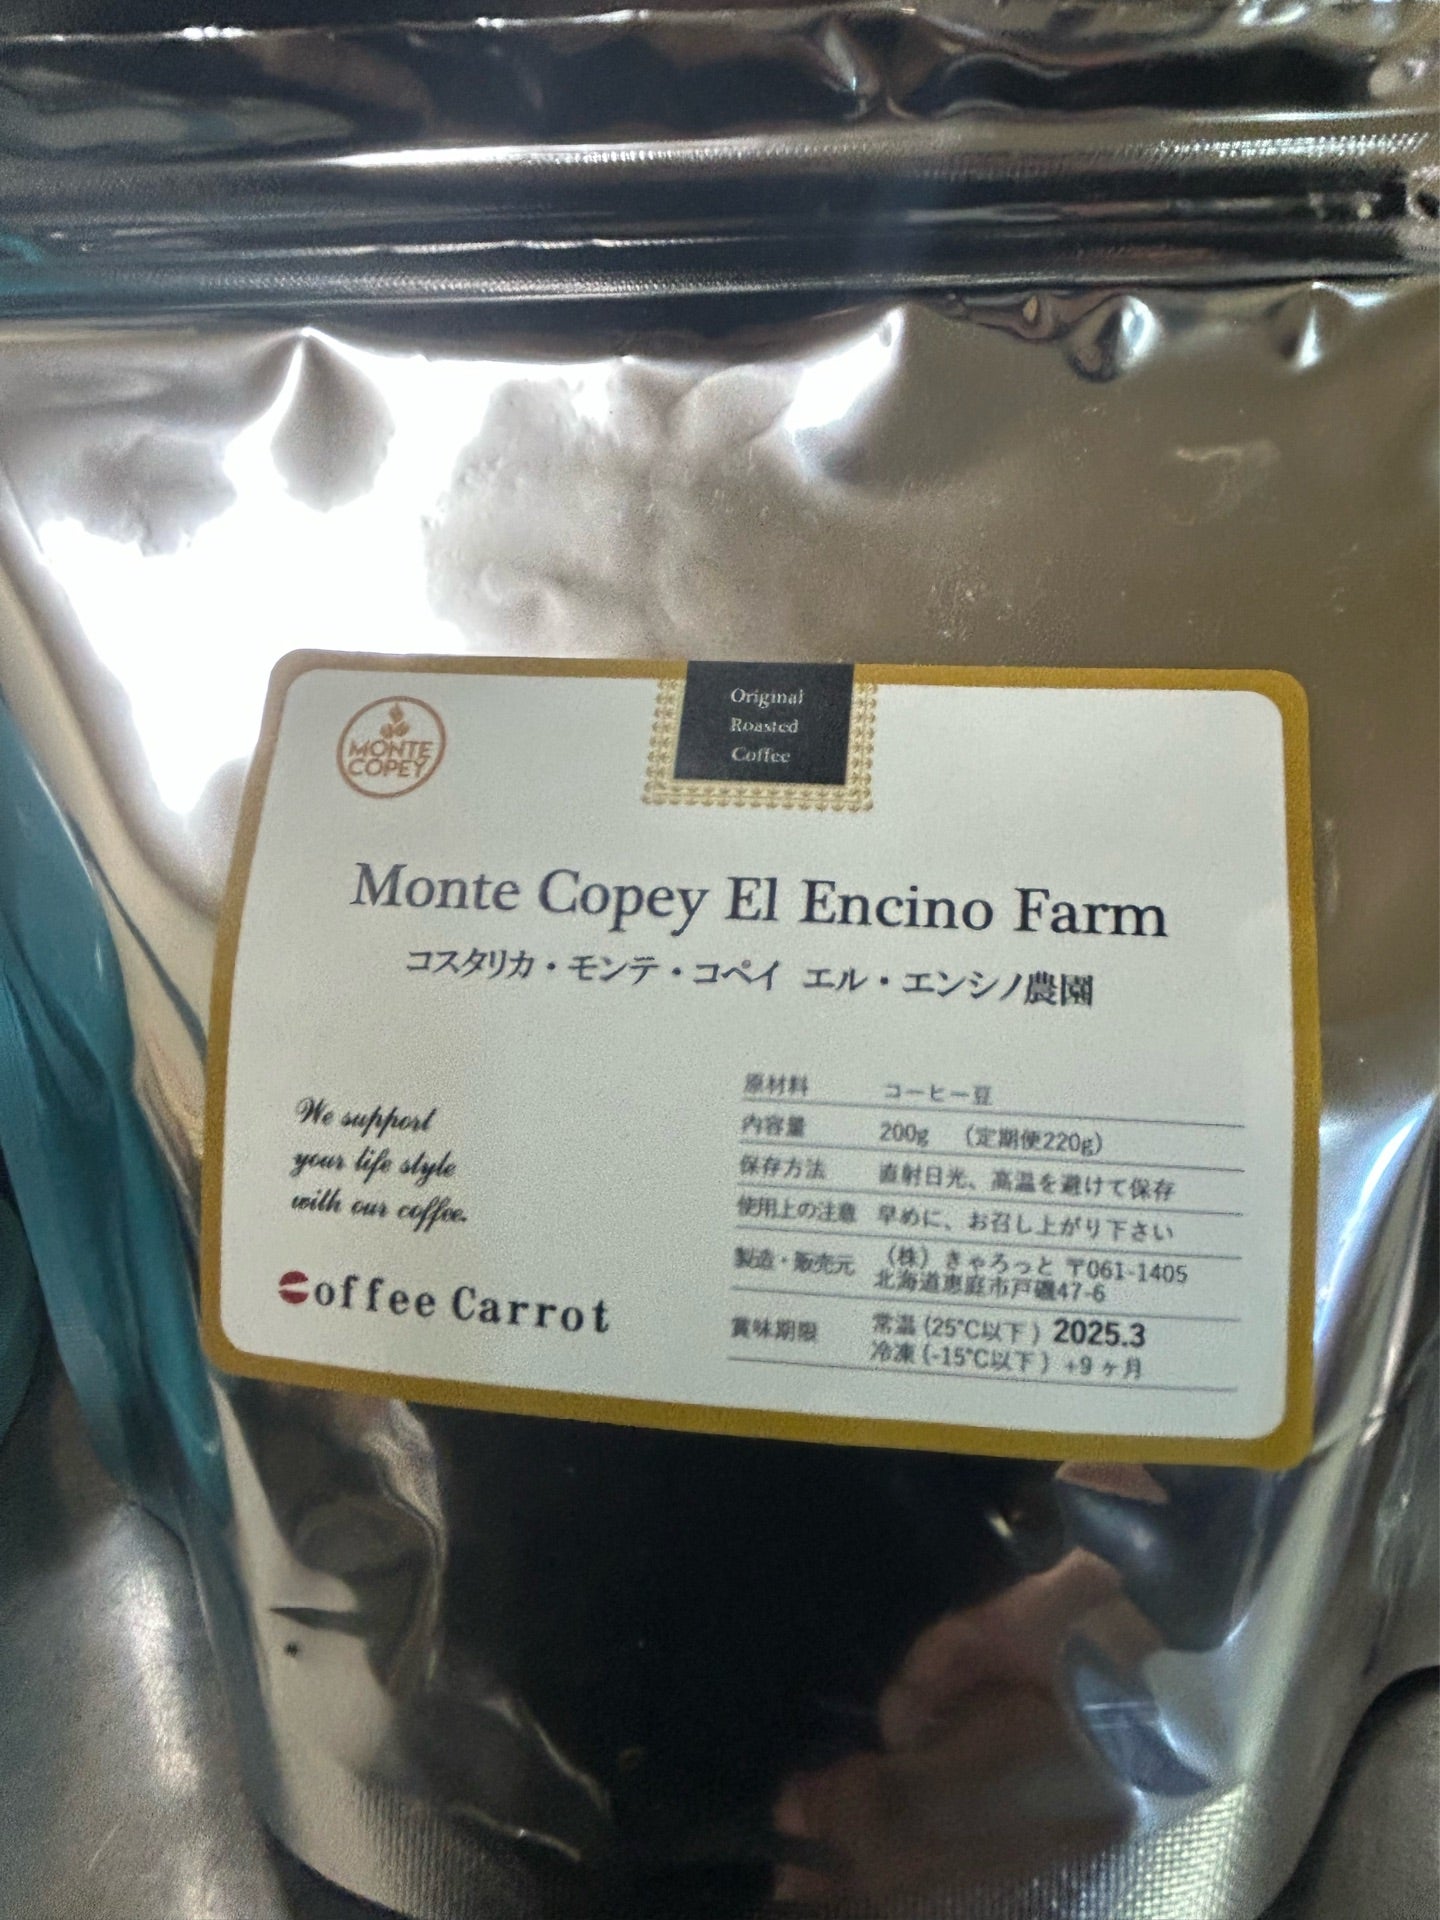 MONTE
COPEY
Original
Roasted
Coffee
Monte Copey El Encino Farm
コスタリカ・モンテ・コペイ エル・エンシノ農園
We support
your life style
with our coffee.
Coffee Carrot
原材料 コーヒー豆
内容量 200g （定期便220g）
保存方法 直射日光、高温を避けて保存
使用上の注意 早めに、お召し上がり下さい
製造・販売元 （株）きゃろっと 〒061-1405
北海道恵庭市戸磯47-6
賞味期限 常温（25℃以下）2025.3
冷凍（-15℃以下）+9ヶ月